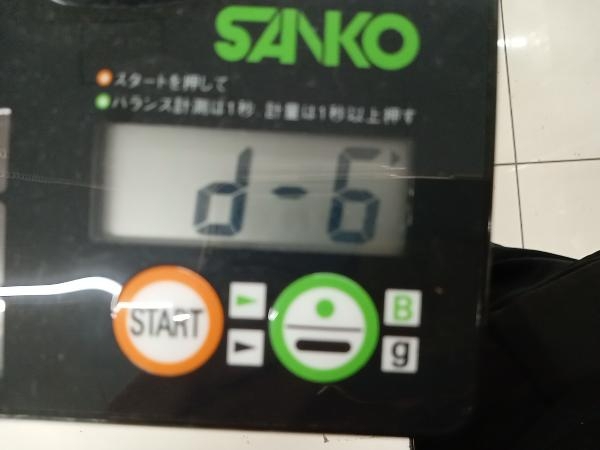 SANKO
スタートを押して
バランス計測は1秒、計量は1秒以上押す
d-6
START
B
g